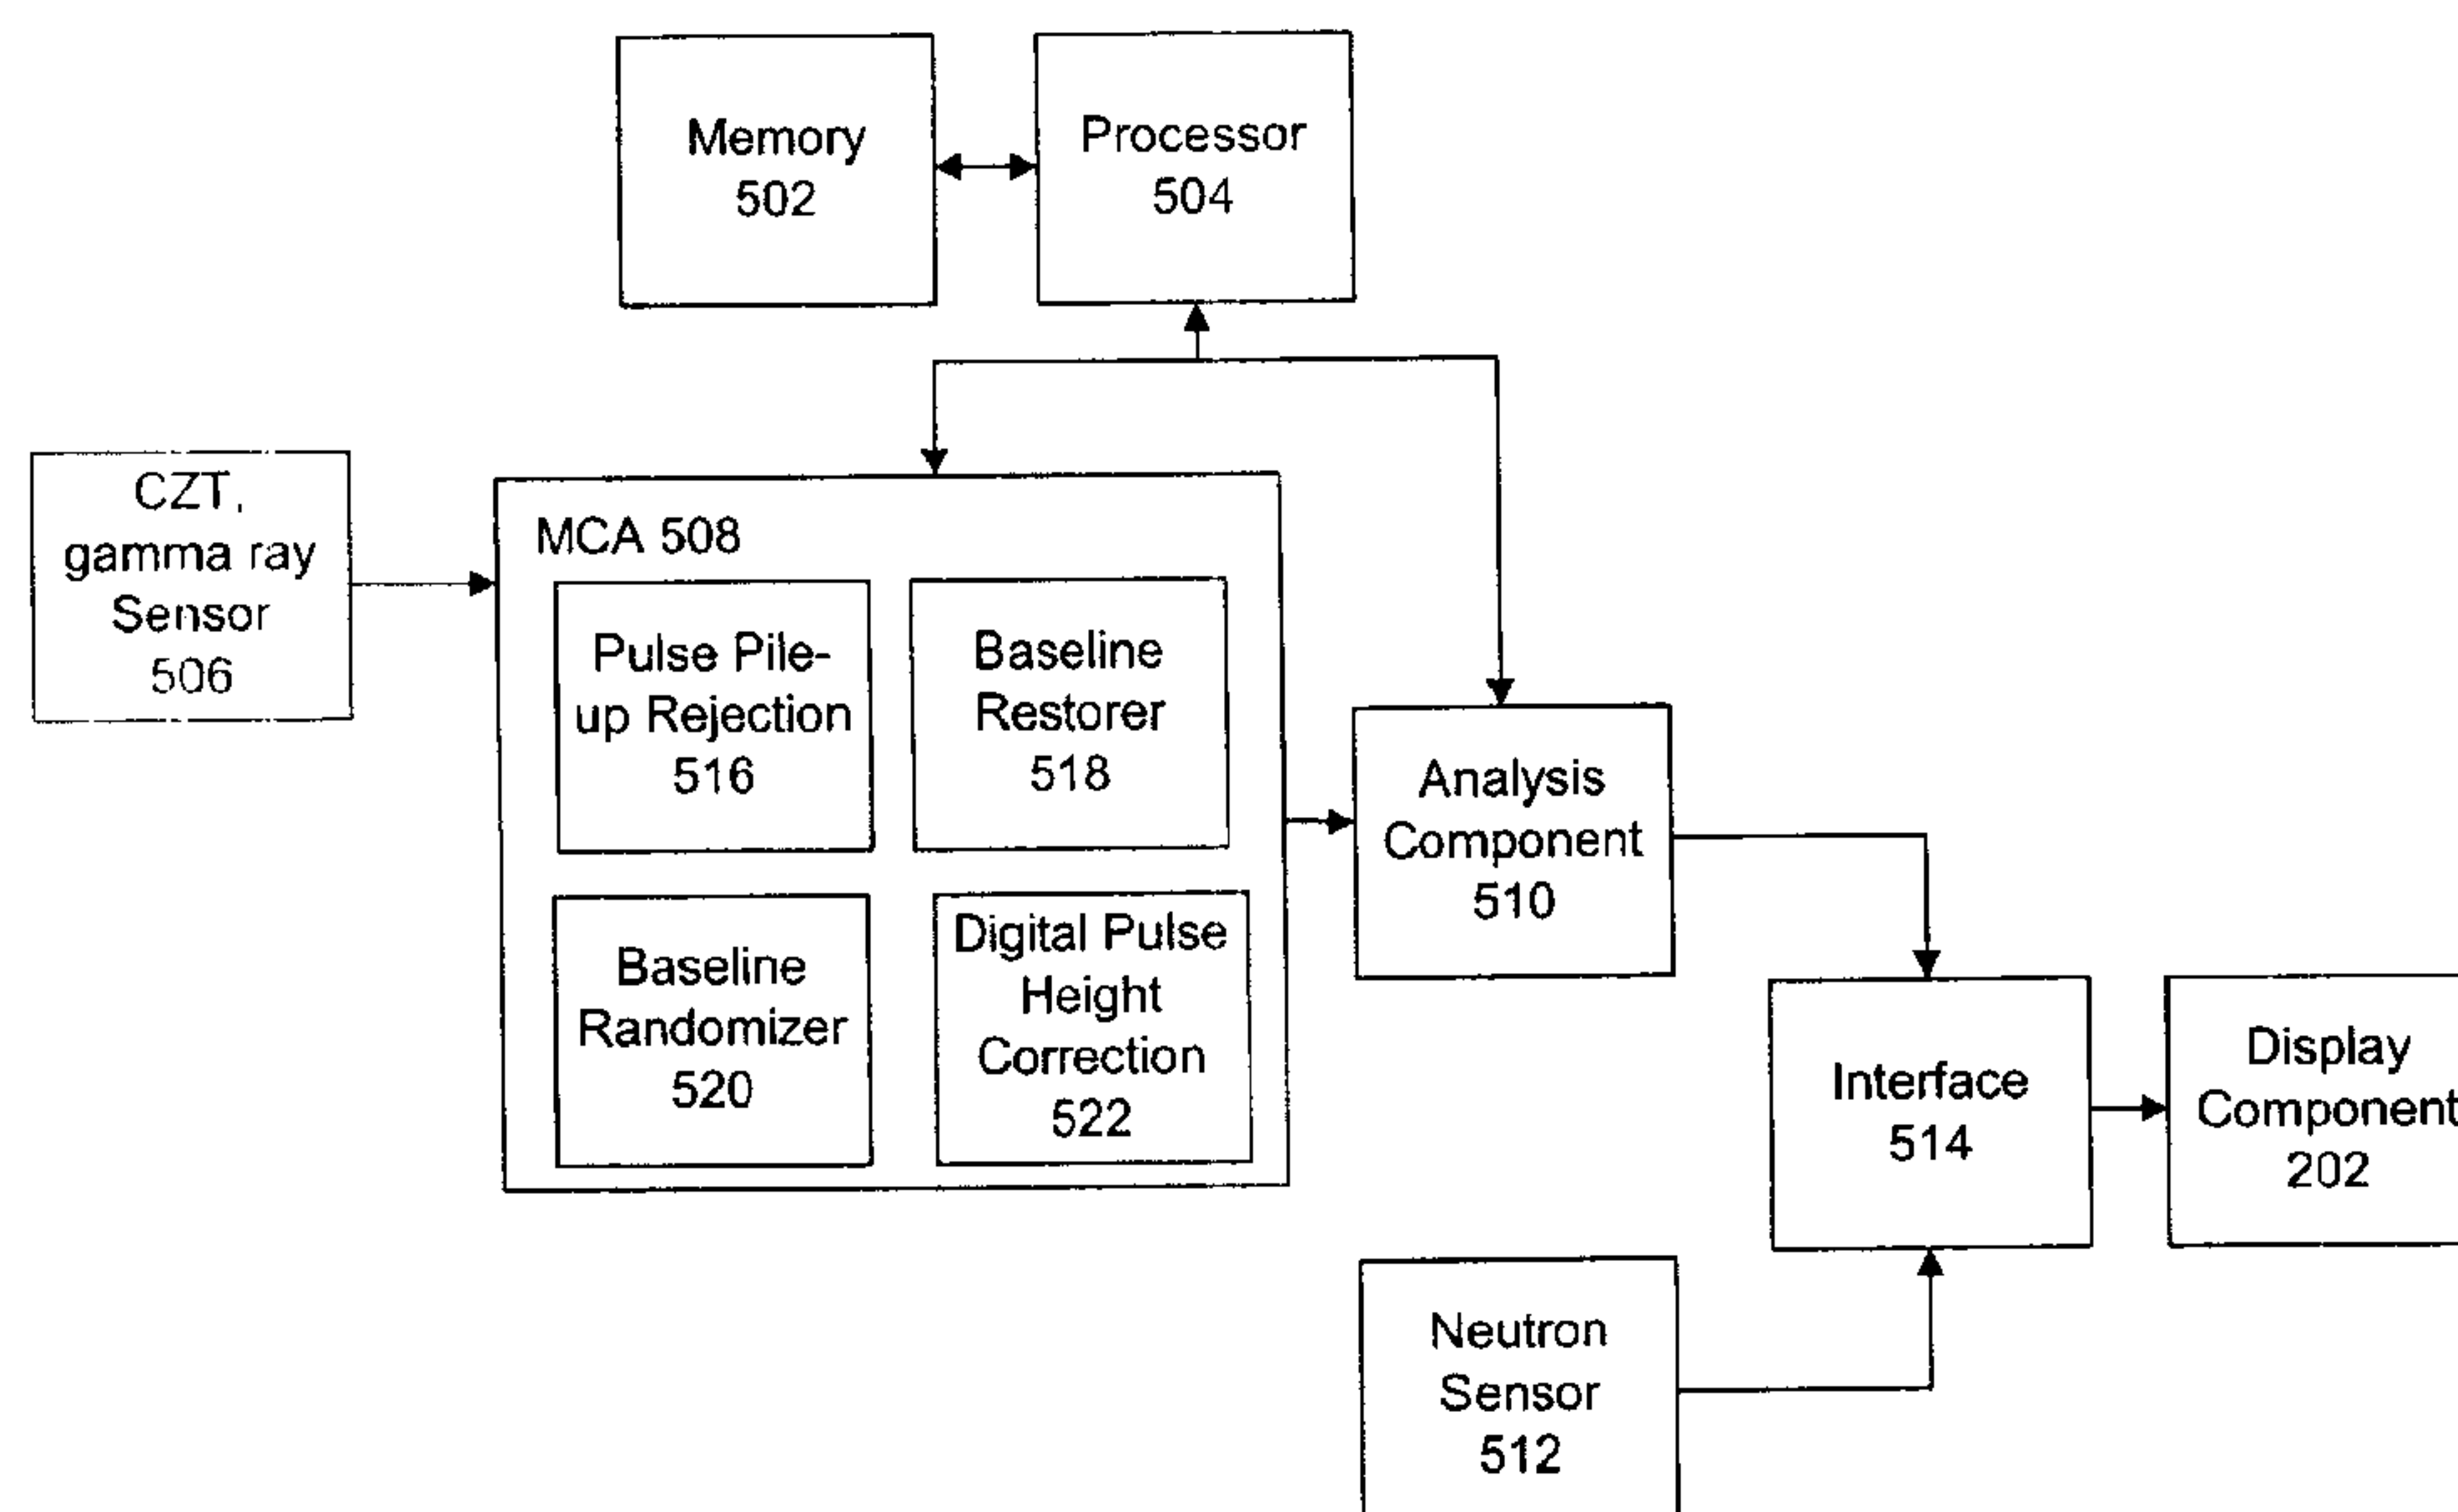 Memory
502
Processor
504
CZT,
gamma ray
Sensor
506
MCA 508
Pulse Pile-
up Rejection
516
Baseline
Restorer
518
Baseline
Randomizer
520
Digital Pulse
Height
Correction
522
Analysis
Component
510
Interface
514
Display
Component
202
Neutron
Sensor
512